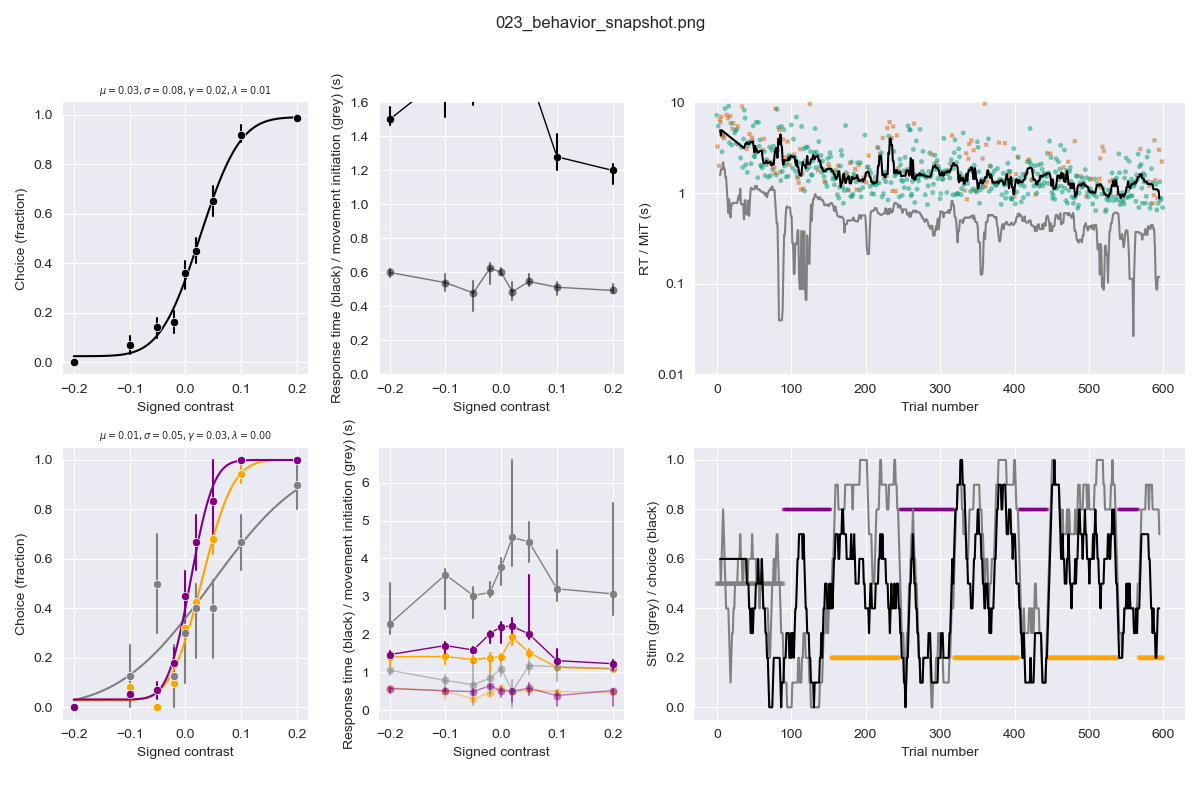 023_behavior_snapshot.png
μ = 0.03, σ = 0.08, γ = 0.02, λ = 0.01
Choice (fraction)
1.0
0.8
0.6
0.4
0.2
0.0
−0.2 −0.1 0.0 0.1 0.2
Signed contrast
Response time (black) / movement initiation (grey) (s)
1.6
1.4
1.2
1.0
0.8
0.6
0.4
0.2
0.0
−0.2 −0.1 0.0 0.1 0.2
Signed contrast
RT / MiT (s)
10
1
0.1
0.01
0 100 200 300 400 500 600
Trial number
μ = 0.01, σ = 0.05, γ = 0.03, λ = 0.00
Choice (fraction)
1.0
0.8
0.6
0.4
0.2
0.0
−0.2 −0.1 0.0 0.1 0.2
Signed contrast
Response time (black) / movement initiation (grey) (s)
6
5
4
3
2
1
0
−0.2 −0.1 0.0 0.1 0.2
Signed contrast
Stim (grey) / choice (black)
1.0
0.8
0.6
0.4
0.2
0.0
0 100 200 300 400 500 600
Trial number